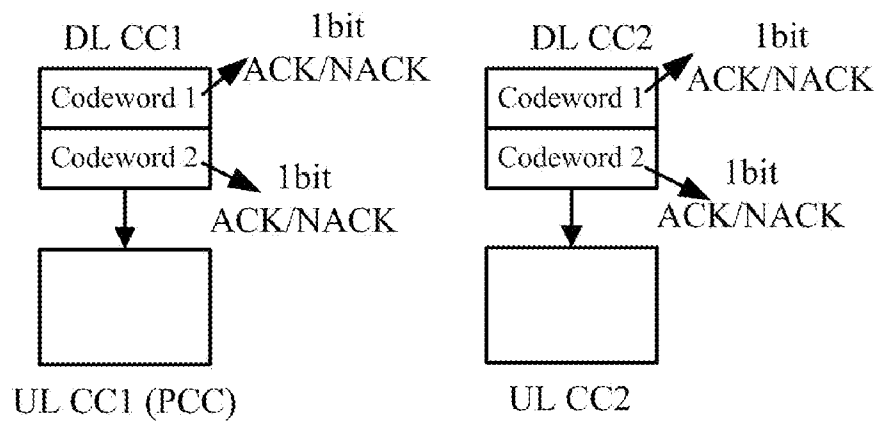 DL CC1
1bit
ACK/NACK
Codeword 1
Codeword 2
1bit
ACK/NACK
UL CC1 (PCC)
DL CC2
1bit
ACK/NACK
Codeword 1
Codeword 2
1bit
ACK/NACK
UL CC2